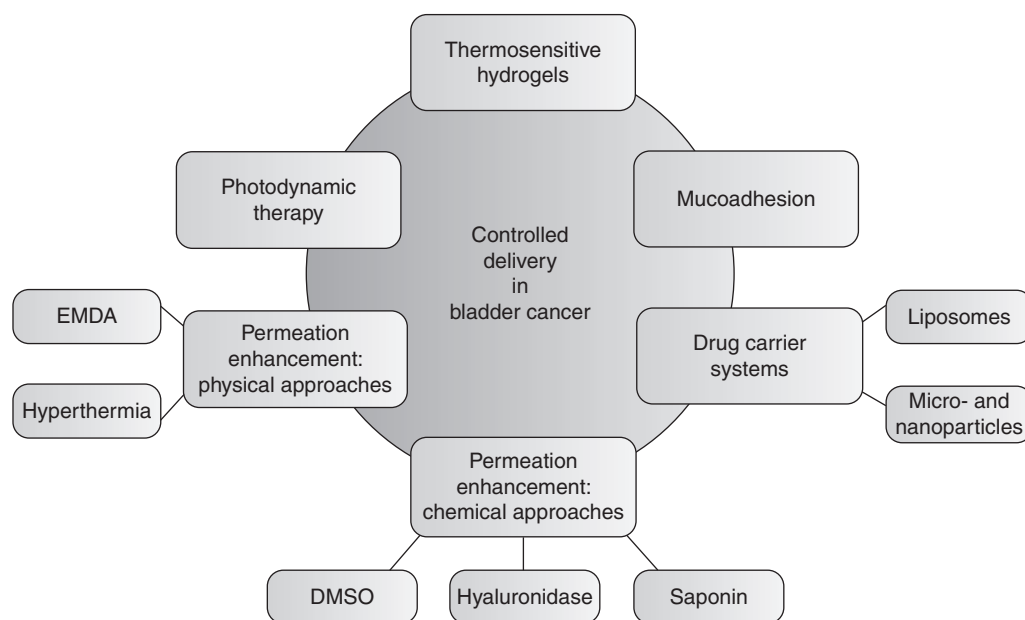 Thermosensitive
hydrogels
Photodynamic
therapy
Mucoadhesion
Controlled
delivery
in
bladder cancer
EMDA
Hyperthermia
Permeation
enhancement:
physical approaches
Drug carrier
systems
Liposomes
Micro- and
nanoparticles
Permeation
enhancement:
chemical approaches
DMSO
Hyaluronidase
Saponin